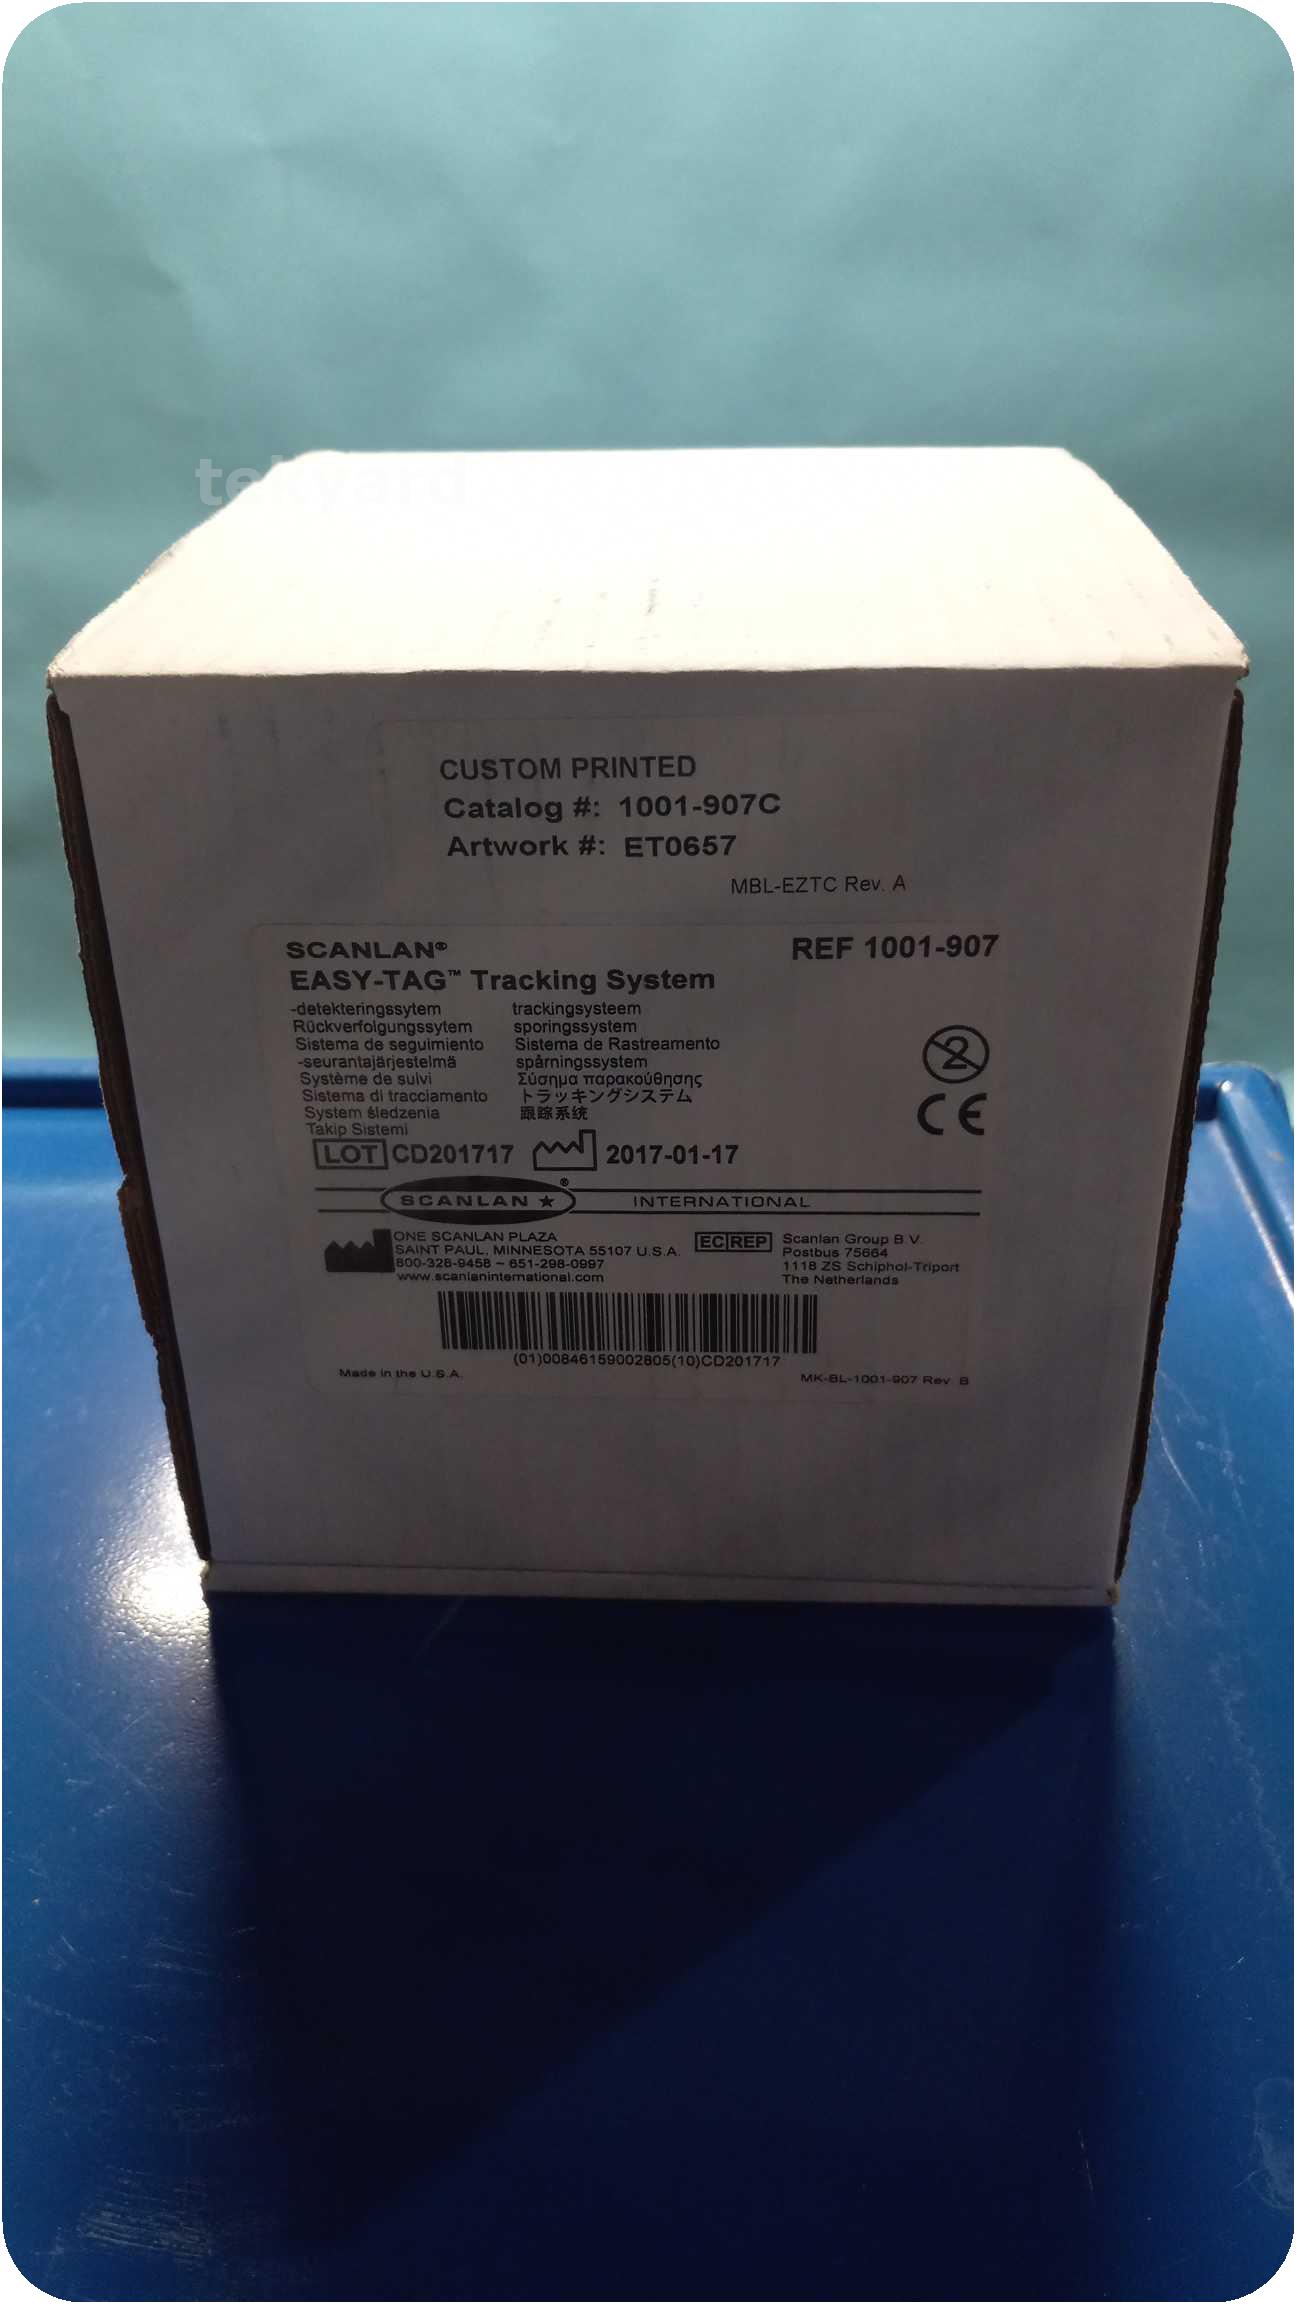 tekyard
CUSTOM PRINTED
Catalog #: 1001-907C
Artwork #: ET0657
MBL-EZTC Rev. A
SCANLAN® REF 1001-907
EASY-TAG™ Tracking System
-detekteringssytem trackingsysteem
Rückverfolgungssytem sporingssystem
Sistema de seguimiento Sistema de Rastreamento
-seurantajärjestelmä spårningssystem
Système de suivi Σύσημα παρακούθησης
Sistema di tracciamento トラッキングシステム
System śledzenia 跟踪系统
Takip Sistemi
2
CE
LOT CD201717 2017-01-17
SCANLAN ★ ® INTERNATIONAL
ONE SCANLAN PLAZA
SAINT PAUL, MINNESOTA 55107 U.S.A.
800-328-9458 ~ 651-298-0997
www.scanlaninternational.com
EC REP Scanlan Group B.V.
Postbus 75664
1118 ZS Schiphol-Triport
The Netherlands
(01)00846159002805(10)CD201717
Made in the U.S.A. MK-BL-1001-907 Rev. B